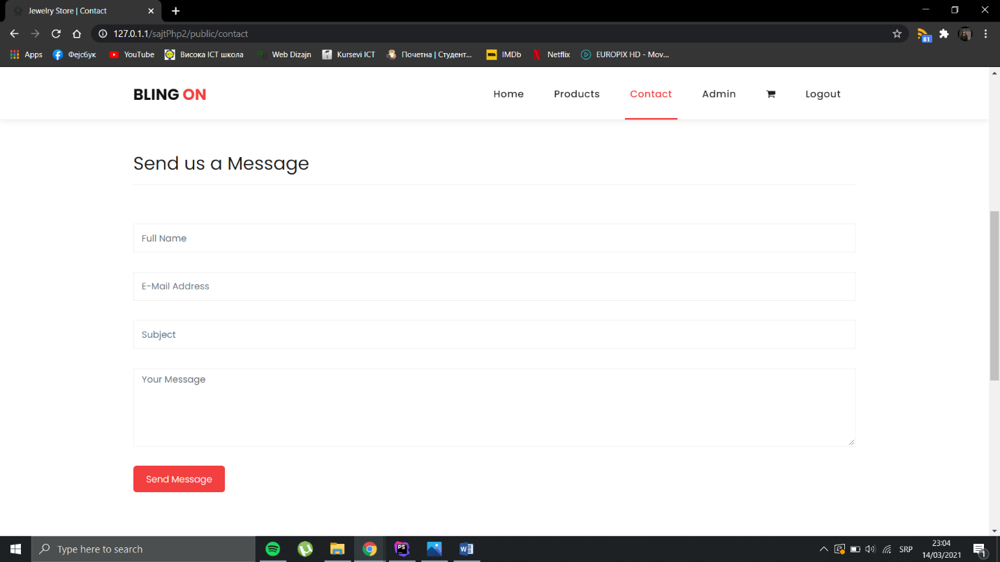 Jewelry Store | Contact
127.0.1.1/sajtPhp2/public/contact
81
Apps Фејсбук YouTube Висока ICT школа Web Dizajn Kursevi ICT Почетна | Студент... IMDb Netflix EUROPIX HD - Mov...
BLING ON Home Products Contact Admin Logout
Send us a Message
Full Name
E-Mail Address
Subject
Your Message
Send Message
Type here to search
PS
W
SRP
23:04
14/03/2021
1